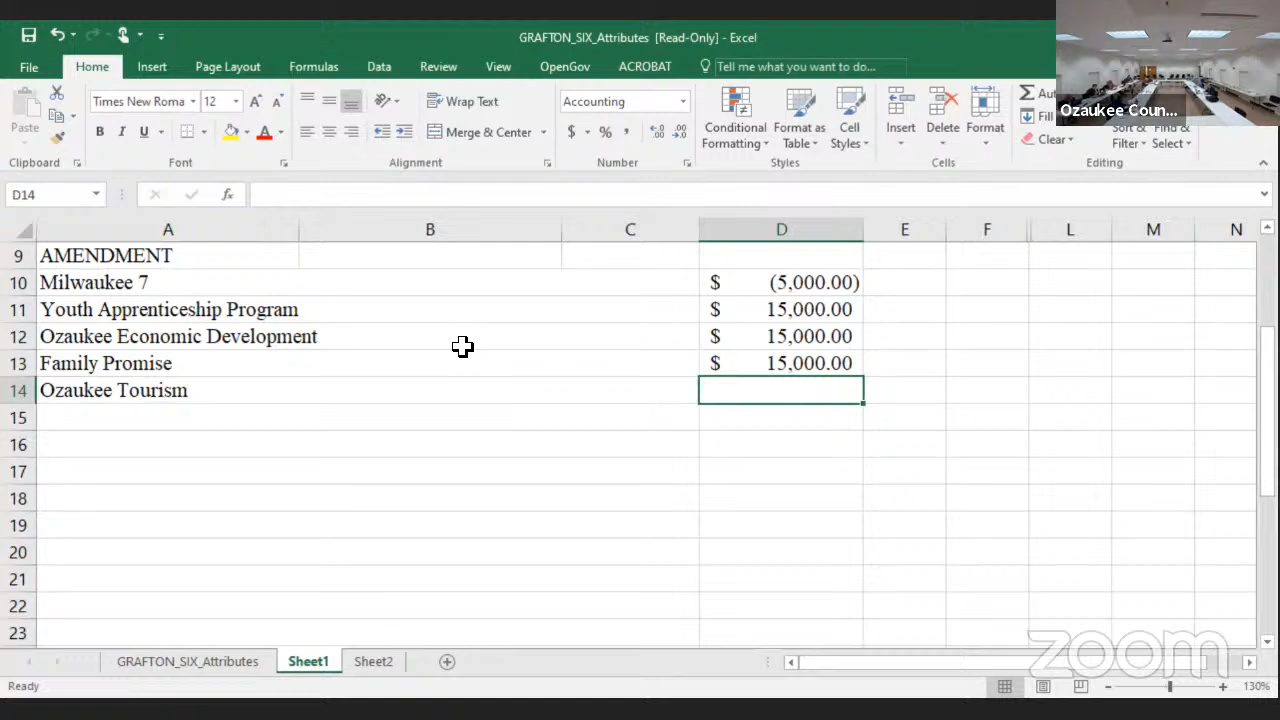 GRAFTON_SIX_Attributes [Read-Only] - Excel
Ozaukee Coun...
File Home Insert Page Layout Formulas Data Review View OpenGov ACROBAT Tell me what you want to do...
Times New Roma 12 Wrap Text Accounting
Paste B I U Merge & Center $ % , Conditional Formatting Format as Table Cell Styles Insert Delete Format Fill Clear Sort & Filter Find & Select
Clipboard Font Alignment Number Styles Cells Editing
D14 fx
A B C D E F L M N
9 AMENDMENT
10 Milwaukee 7 $ (5,000.00)
11 Youth Apprenticeship Program $ 15,000.00
12 Ozaukee Economic Development $ 15,000.00
13 Family Promise $ 15,000.00
14 Ozaukee Tourism
15
16
17
18
19
20
21
22
23
zoom
GRAFTON_SIX_Attributes Sheet1 Sheet2
Ready 130%